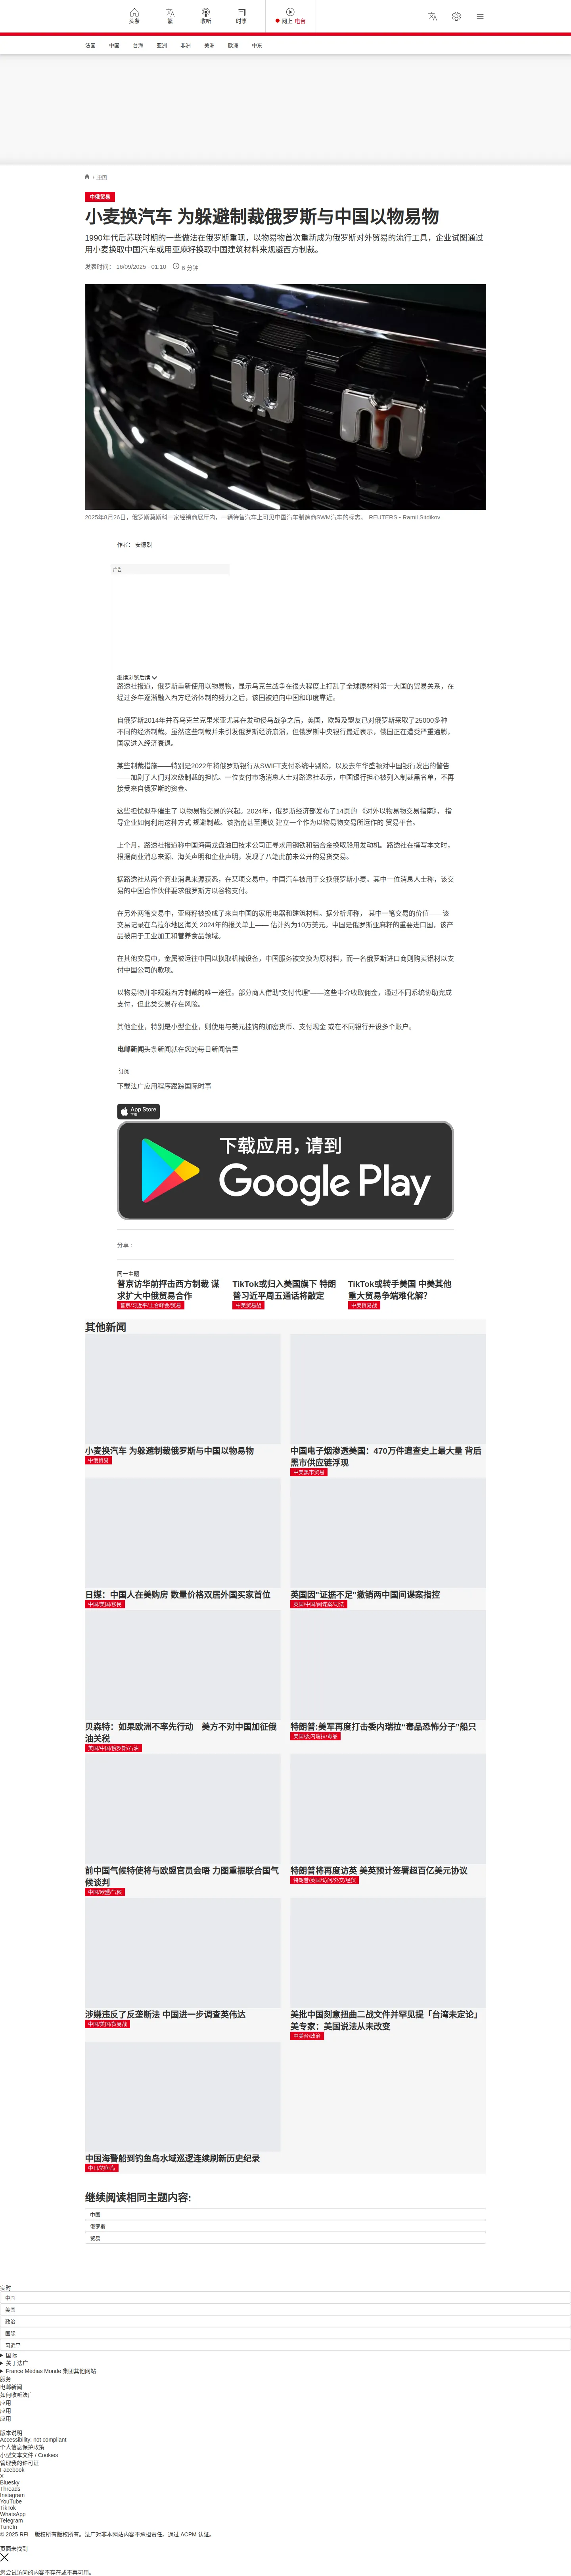 头条
繁
收听
时事
网上 电台
法国 中国 台海 亚洲 非洲 美洲 欧洲 中东
/ 中国
中俄贸易
小麦换汽车 为躲避制裁俄罗斯与中国以物易物
1990年代后苏联时期的一些做法在俄罗斯重现，以物易物首次重新成为俄罗斯对外贸易的流行工具，企业试图通过
用小麦换取中国汽车或用亚麻籽换取中国建筑材料来规避西方制裁。
发表时间： 16/09/2025 - 01:10 6 分钟
SWM
2025年8月26日，俄罗斯莫斯科一家经销商展厅内，一辆待售汽车上可见中国汽车制造商SWM汽车的标志。 REUTERS - Ramil Sitdikov
作者： 安德烈
广告
继续浏览后续
路透社报道，俄罗斯重新使用以物易物，显示乌克兰战争在很大程度上打乱了全球原材料第一大国的贸易关系，在
经过多年逐渐融入西方经济体制的努力之后，该国被迫向中国和印度靠近。
自俄罗斯2014年并吞乌克兰克里米亚尤其在发动侵乌战争之后，美国，欧盟及盟友已对俄罗斯采取了25000多种
不同的经济制裁。虽然这些制裁并未引发俄罗斯经济崩溃，但俄罗斯中央银行最近表示，俄国正在遭受严重通膨，
国家进入经济衰退。
某些制裁措施——特别是2022年将俄罗斯银行从SWIFT支付系统中剔除，以及去年华盛顿对中国银行发出的警告
——加剧了人们对次级制裁的担忧。一位支付市场消息人士对路透社表示，中国银行担心被列入制裁黑名单，不再
接受来自俄罗斯的资金。
这些担忧似乎催生了 以物易物交易的兴起。2024年，俄罗斯经济部发布了14页的 《对外以物易物交易指南》， 指
导企业如何利用这种方式 规避制裁。该指南甚至提议 建立一个作为以物易物交易所运作的 贸易平台。
上个月，路透社报道称中国海南龙盘油田技术公司正寻求用钢铁和铝合金换取船用发动机。路透社在撰写本文时，
根据商业消息来源、海关声明和企业声明，发现了八笔此前未公开的易货交易。
据路透社从两个商业消息来源获悉，在某项交易中，中国汽车被用于交换俄罗斯小麦。其中一位消息人士称，该交
易的中国合作伙伴要求俄罗斯方以谷物支付。
在另外两笔交易中，亚麻籽被换成了来自中国的家用电器和建筑材料。据分析师称， 其中一笔交易的价值——该
交易记录在乌拉尔地区海关 2024年的报关单上—— 估计约为10万美元。中国是俄罗斯亚麻籽的重要进口国，该产
品被用于工业加工和营养食品领域。
在其他交易中，金属被运往中国以换取机械设备，中国服务被交换为原材料，而一名俄罗斯进口商则购买铝材以支
付中国公司的款项。
以物易物并非规避西方制裁的唯一途径。部分商人借助“支付代理”——这些中介收取佣金，通过不同系统协助完成
支付，但此类交易存在风险。
其他企业，特别是小型企业，则使用与美元挂钩的加密货币、支付现金 或在不同银行开设多个账户。
电邮新闻头条新闻就在您的每日新闻信里
订阅
下载法广应用程序跟踪国际时事
App Store
下载
下载应用，请到
Google Play
分享 :
同一主题
普京访华前抨击西方制裁 谋
求扩大中俄贸易合作
普京/习近平/上合峰会/贸易
TikTok或归入美国旗下 特朗
普习近平周五通话将敲定
中美贸易战
TikTok或转手美国 中美其他
重大贸易争端难化解?
中美贸易战
其他新闻
小麦换汽车 为躲避制裁俄罗斯与中国以物易物
中俄贸易
中国电子烟渗透美国：470万件遭查史上最大量 背后
黑市供应链浮现
中美黑市贸易
日媒：中国人在美购房 数量价格双居外国买家首位
中国/美国/移民
英国因"证据不足"撤销两中国间谍案指控
英国/中国/间谍案/司法
贝森特：如果欧洲不率先行动　美方不对中国加征俄
油关税
美国/中国/俄罗斯/石油
特朗普:美军再度打击委内瑞拉“毒品恐怖分子”船只
美国/委内瑞拉/毒品
前中国气候特使将与欧盟官员会晤 力图重振联合国气
候谈判
中国/欧盟/气候
特朗普将再度访英 美英预计签署超百亿美元协议
特朗普/英国/访问/外交/经贸
涉嫌违反了反垄断法 中国进一步调查英伟达
中国/美国/贸易战
美批中国刻意扭曲二战文件并罕见提「台湾未定论」
美专家：美国说法从未改变
中美台/政治
中国海警船到钓鱼岛水域巡逻连续刷新历史纪录
中日/钓鱼岛
继续阅读相同主题内容:
中国
俄罗斯
贸易
实时
中国
美国
政治
国际
习近平
国际
关于法广
France Médias Monde 集团其他网站
服务
电邮新闻
如何收听法广
应用
应用
应用
版本说明
Accessibility: not compliant
个人信息保护政策
小型文本文件 / Cookies
管理我的许可证
Facebook
X
Bluesky
Threads
Instagram
YouTube
TikTok
WhatsApp
Telegram
TuneIn
© 2025 RFI – 版权所有版权所有。法广对非本网站内容不承担责任。通过 ACPM 认证。
页面未找到
您尝试访问的内容不存在或不再可用。